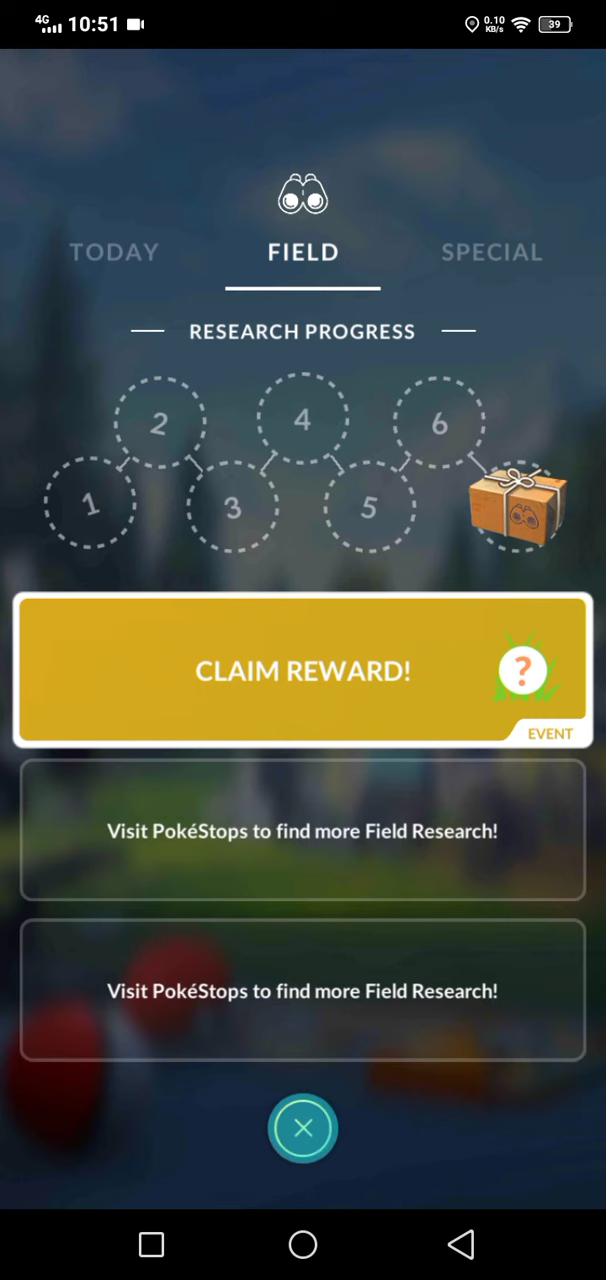 4G 10:51 0.10 KB/s 39
TODAY FIELD SPECIAL
RESEARCH PROGRESS
2 4 6
1 3 5
CLAIM REWARD! ?
EVENT
Visit PokéStops to find more Field Research!
Visit PokéStops to find more Field Research!